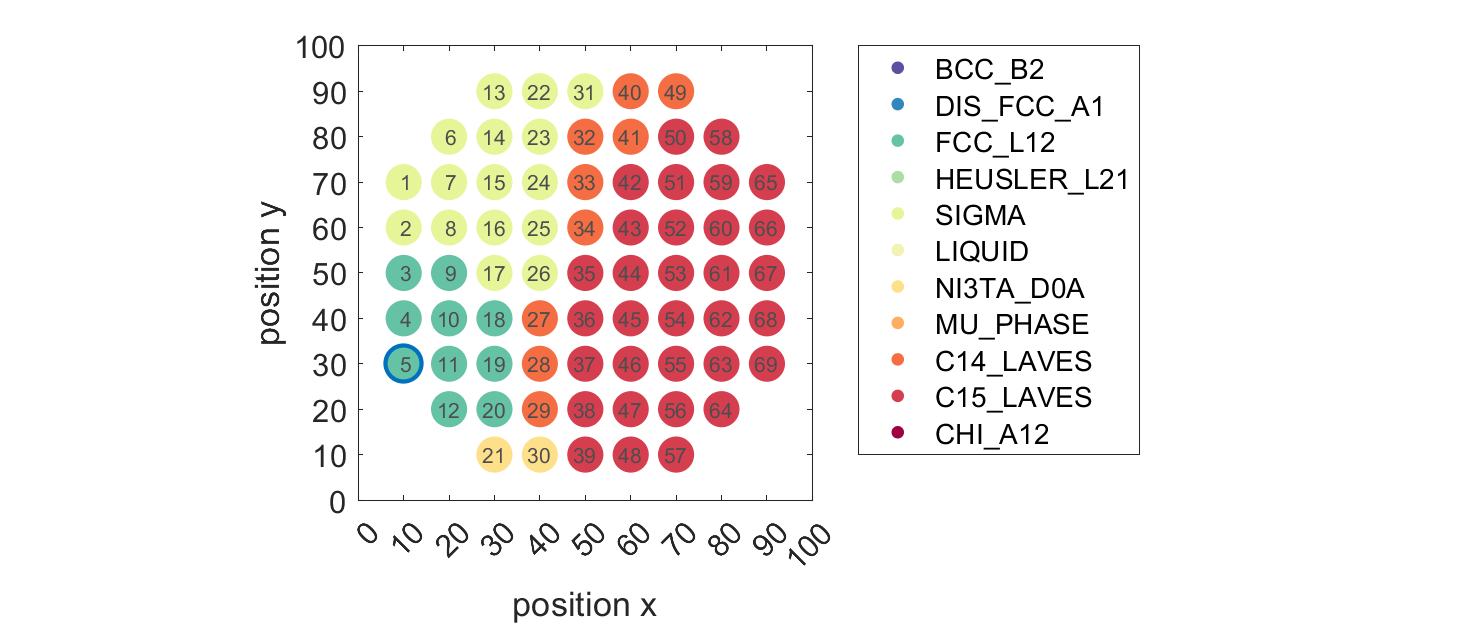 100
90
80
70
60
50
40
30
20
10
0
position y
13 22 31 40 49
6 14 23 32 41 50 58
1 7 15 24 33 42 51 59 65
2 8 16 25 34 43 52 60 66
3 9 17 26 35 44 53 61 67
4 10 18 27 36 45 54 62 68
5 11 19 28 37 46 55 63 69
12 20 29 38 47 56 64
21 30 39 48 57
0 10 20 30 40 50 60 70 80 90 100
position x
BCC_B2
DIS_FCC_A1
FCC_L12
HEUSLER_L21
SIGMA
LIQUID
NI3TA_D0A
MU_PHASE
C14_LAVES
C15_LAVES
CHI_A12